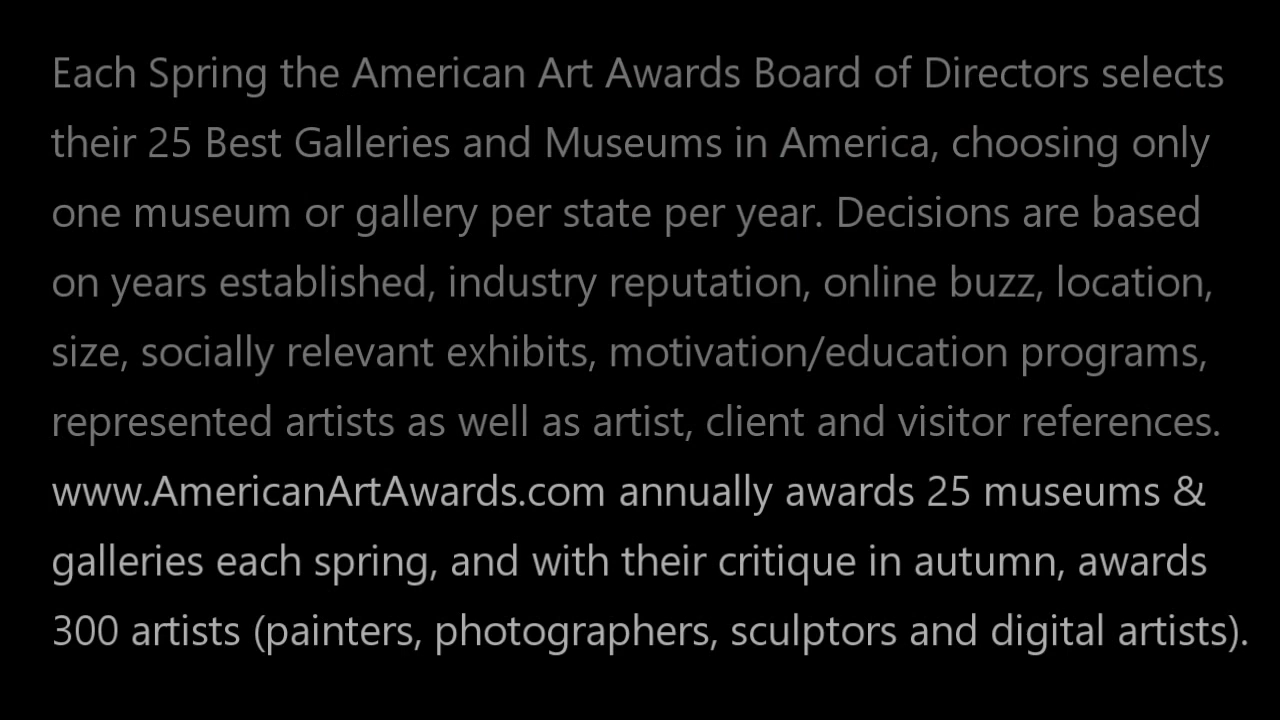 Each Spring the American Art Awards Board of Directors selects
their 25 Best Galleries and Museums in America, choosing only
one museum or gallery per state per year. Decisions are based
on years established, industry reputation, online buzz, location,
size, socially relevant exhibits, motivation/education programs,
represented artists as well as artist, client and visitor references.
www.AmericanArtAwards.com annually awards 25 museums &
galleries each spring, and with their critique in autumn, awards
300 artists (painters, photographers, sculptors and digital artists).